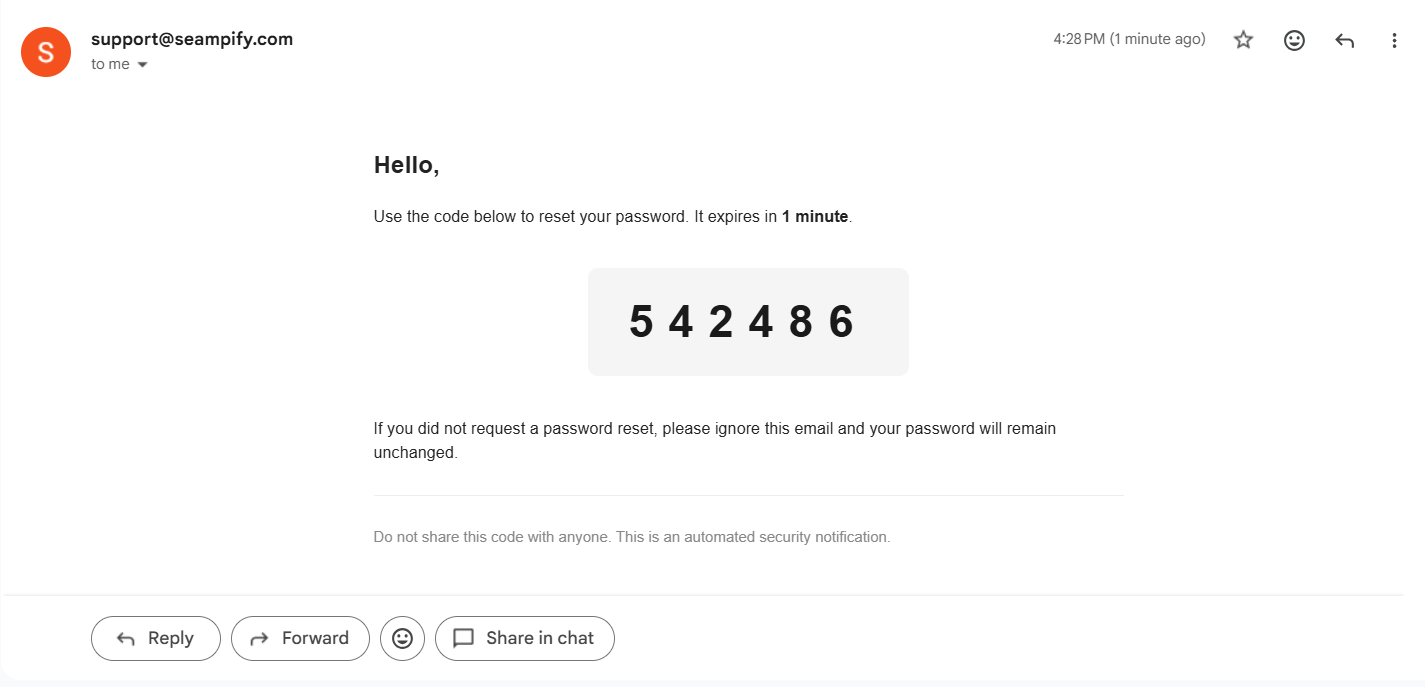 S
support@seampify.com
4:28 PM (1 minute ago)
to me
Hello,
Use the code below to reset your password. It expires in 1 minute.
5 4 2 4 8 6
If you did not request a password reset, please ignore this email and your password will remain
unchanged.
Do not share this code with anyone. This is an automated security notification.
Reply
Forward
Share in chat